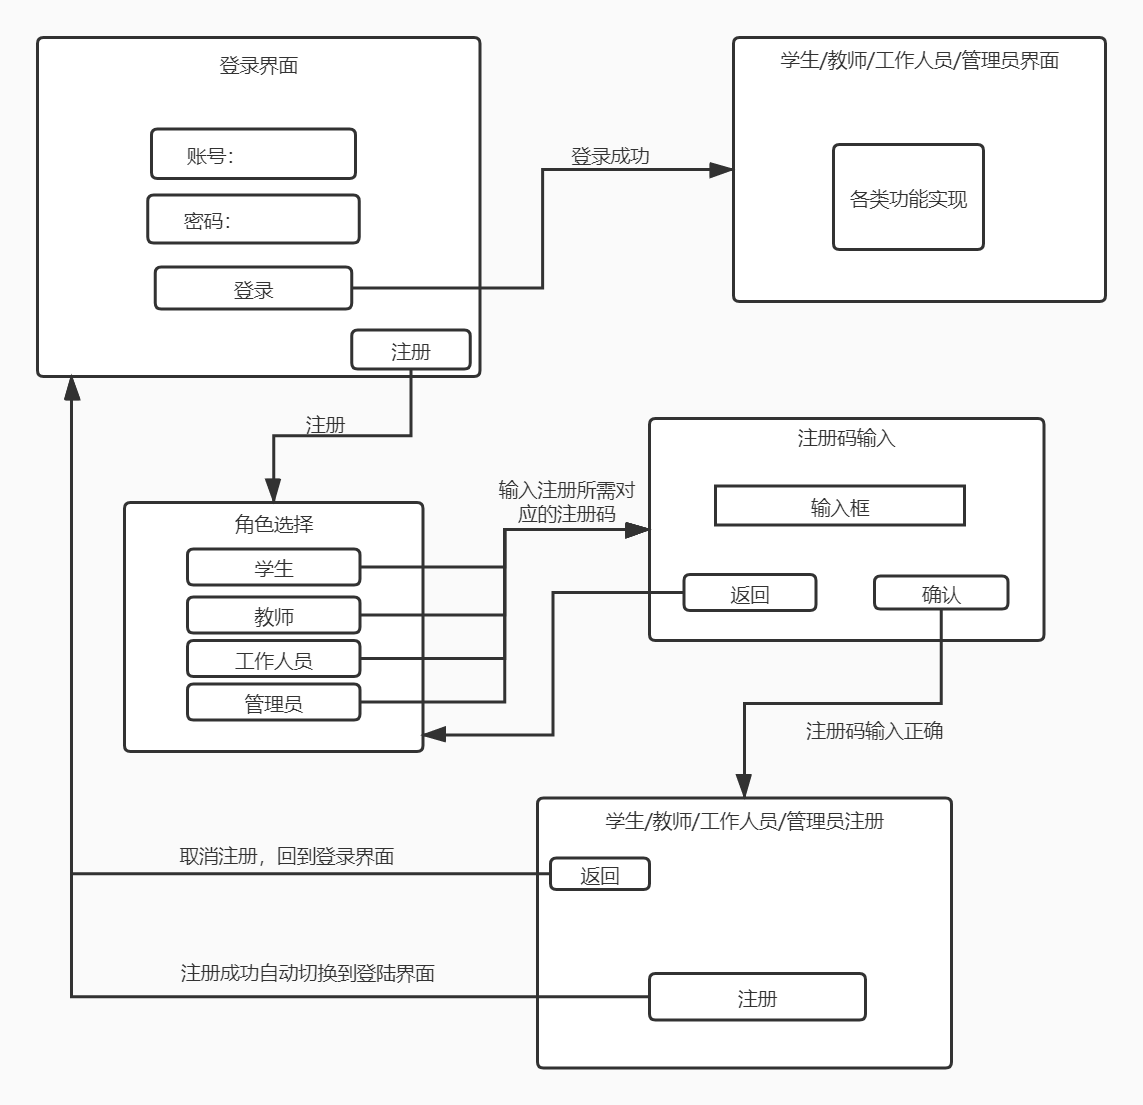 登录界面
账号：
密码：
登录
注册
登录成功
学生/教师/工作人员/管理员界面
各类功能实现
注册
角色选择
学生
教师
工作人员
管理员
输入注册所需对
应的注册码
注册码输入
输入框
返回
确认
注册码输入正确
学生/教师/工作人员/管理员注册
返回
注册
取消注册，回到登录界面
注册成功自动切换到登陆界面